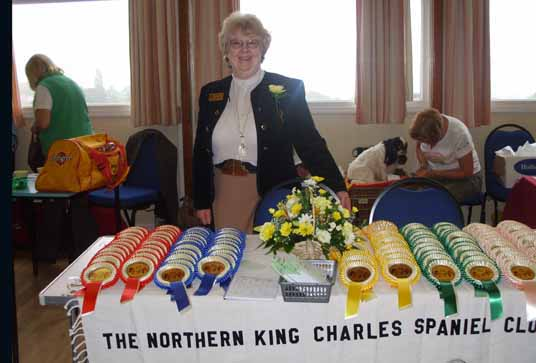 THE NORTHERN KING CHARLES SPANIEL CLU